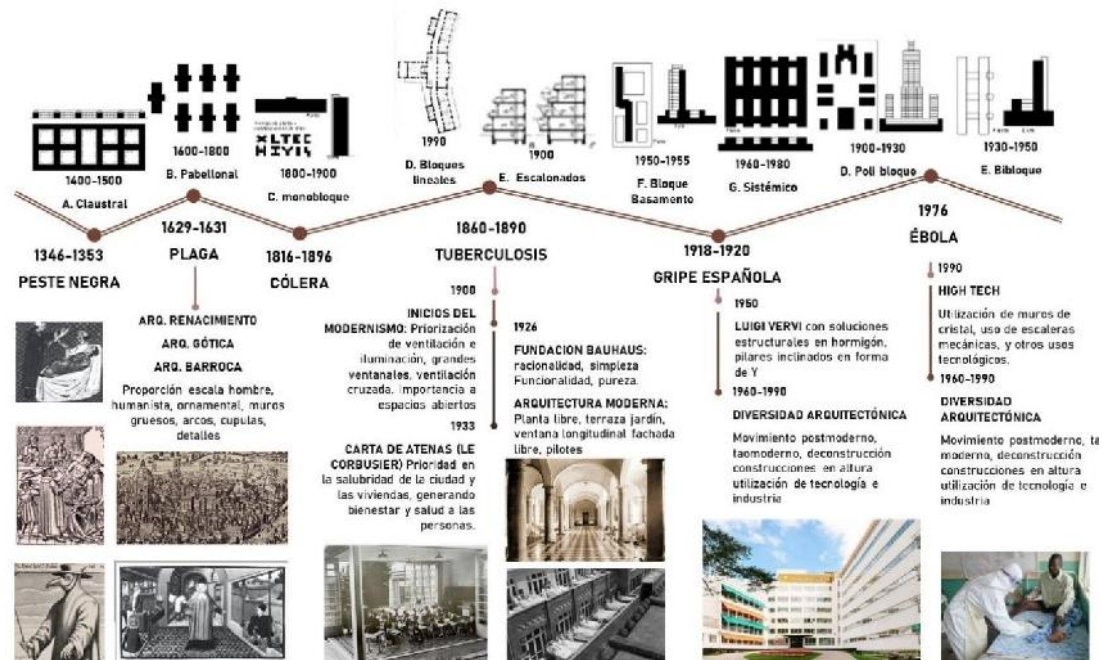 1400-1500
A. Claustral
1600-1800
B. Pabellonal
1800-1900
C. monobloque
1990
D. Bloques
lineales
1900
E. Escalonados
1950-1955
F. Bloque
Basamento
1960-1980
G. Sistémico
1900-1930
D. Poli bloque
1930-1950
E. Bibloque
1346-1353
PESTE NEGRA
1629-1631
PLAGA
1816-1896
CÓLERA
1860-1890
TUBERCULOSIS
1918-1920
GRIPE ESPAÑOLA
1976
ÉBOLA
ARQ. RENACIMIENTO
ARQ. GÓTICA
ARQ. BARROCA
Proporción escala hombre,
humanista, ornamental, muros
gruesos, arcos, cupulas,
detalles
1900
INICIOS DEL
MODERNISMO: Priorización
de ventilación e
iluminación, grandes
ventanales, ventilación
cruzada. Importancia a
espacios abiertos
1933
CARTA DE ATENAS (LE
CORBUSIER) Prioridad en
la salubridad de la ciudad y
las viviendas, generando
bienestar y salud a las
personas.
1926
FUNDACION BAUHAUS:
racionalidad, simpleza
Funcionalidad, pureza.
ARQUITECTURA MODERNA:
Planta libre, terraza jardín,
ventana longitudinal fachada
libre, pilotes
1950
LUIGI VERVI con soluciones
estructurales en hormigón,
pilares inclinados en forma
de Y
1960-1990
DIVERSIDAD ARQUITECTÓNICA
Movimiento postmoderno,
taomoderno, deconstrucción
construcciones en altura
utilización de tecnología e
industria
1990
HIGH TECH
Utilización de muros de
cristal, uso de escaleras
mecánicas, y otros usos
tecnológicos.
1960-1990
DIVERSIDAD
ARQUITECTÓNICA
Movimiento postmoderno, ta
moderno, deconstrucción
construcciones en altura
utilización de tecnología e
industria